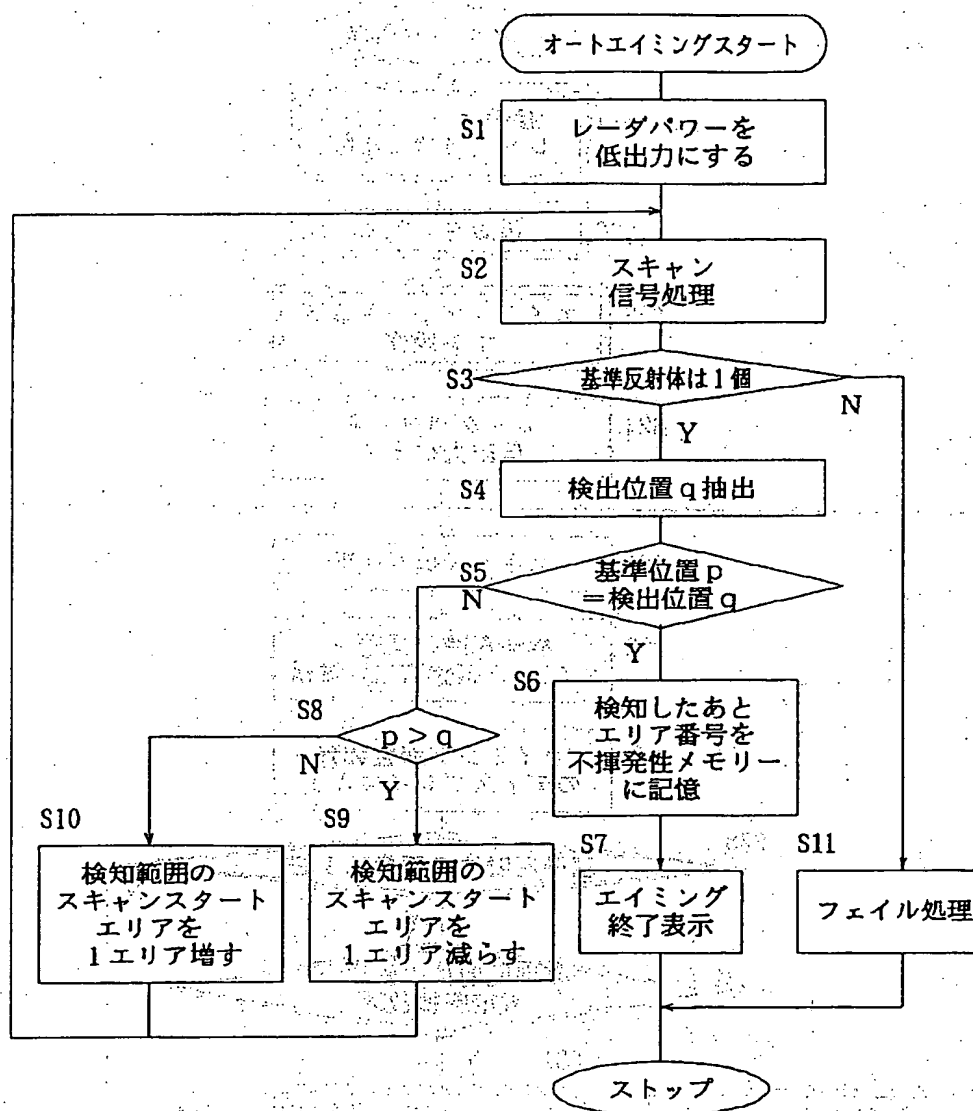 オートエイミングスタート
S1
レーダパワーを
低出力にする
S2
スキャン
信号処理
S3
基準反射体は1個
N
Y
S4
検出位置q抽出
S5
基準位置p
=検出位置q
N
Y
S6
検知したあと
エリア番号を
不揮発性メモリー
に記憶
S8
p>q
N
Y
S10
検知範囲の
スキャンスタート
エリアを
1エリア増す
S9
検知範囲の
スキャンスタート
エリアを
1エリア減らす
S7
エイミング
終了表示
S11
フェイル処理
ストップ